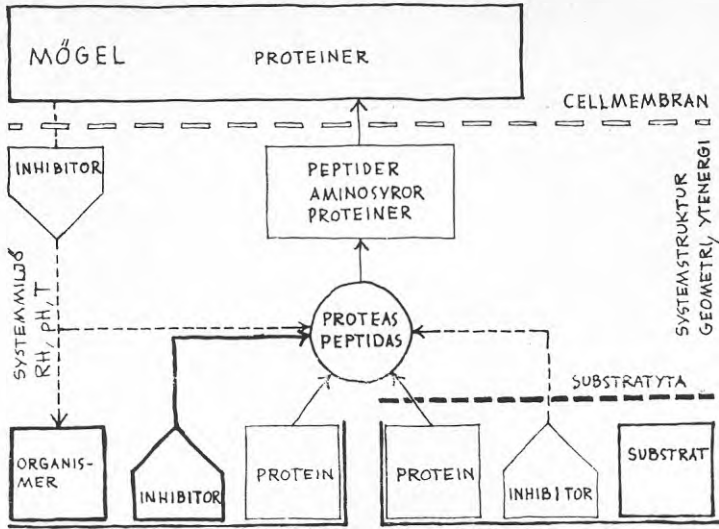 MÖGEL
PROTEINER
CELLMEMBRAN
INHIBITOR
PEPTIDER
AMINOSYROR
PROTEINER
SYSTEMSTRUKTUR
GEOMETRI, YTENERGI
SYSTEMMILJÖ
RH, PH, T
PROTEAS
PEPTIDAS
SUBSTRATYTA
ORGANIS-
MER
INHIBITOR
PROTEIN
PROTEIN
INHIBITOR
SUBSTRAT